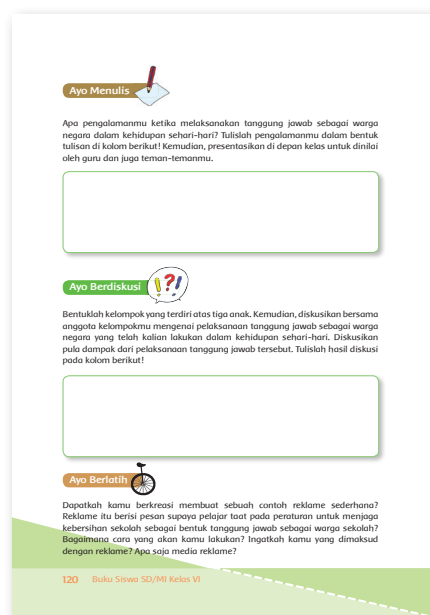 Ayo Menulis
Apa pengalamanmu ketika melaksanakan tanggung jawab sebagai warga
negara dalam kehidupan sehari-hari? Tulislah pengalamanmu dalam bentuk
tulisan di kolom berikut! Kemudian, presentasikan di depan kelas untuk dinilai
oleh guru dan juga teman-temanmu.
Ayo Berdiskusi
Bentuklah kelompok yang terdiri atas tiga anak. Kemudian, diskusikan bersama
anggota kelompokmu mengenai pelaksanaan tanggung jawab sebagai warga
negara yang telah kalian lakukan dalam kehidupan sehari-hari. Diskusikan
pula dampak dari pelaksanaan tanggung jawab tersebut. Tulislah hasil diskusi
pada kolom berikut!
Ayo Berlatih
Dapatkah kamu berkreasi membuat sebuah contoh reklame sederhana?
Reklame itu berisi pesan supaya pelajar taat pada peraturan untuk menjaga
kebersihan sekolah sebagai bentuk tanggung jawab sebagai warga sekolah?
Bagaimana cara yang akan kamu lakukan? Ingatkah kamu yang dimaksud
dengan reklame? Apa saja media reklame?
120 Buku Siswa SD/MI Kelas VI